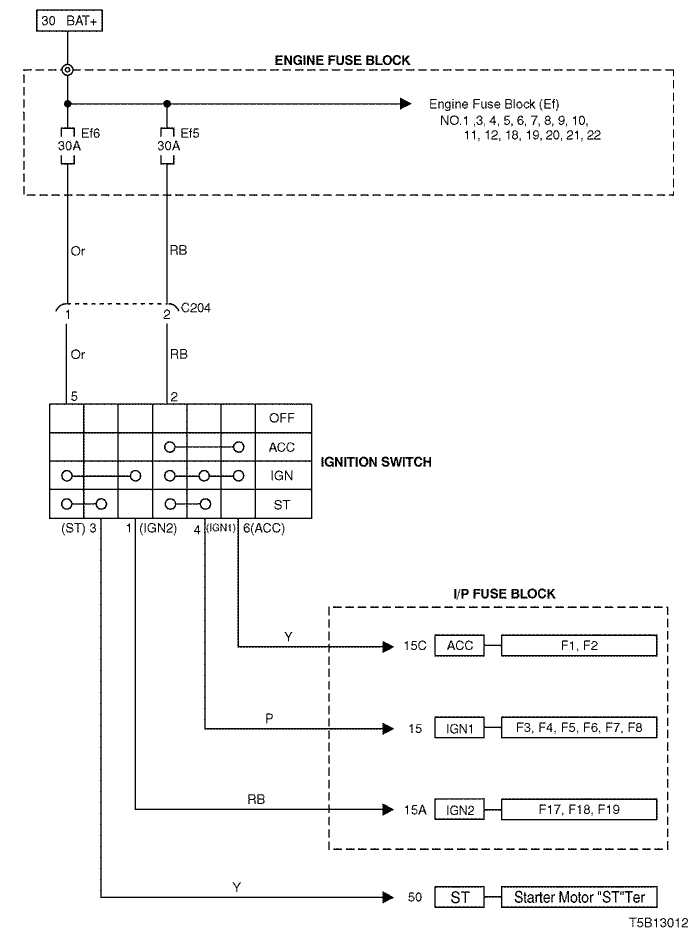 30 BAT+
ENGINE FUSE BLOCK
Engine Fuse Block (Ef)
NO.1 ,3, 4, 5, 6, 7, 8, 9, 10,
11, 12, 18, 19, 20, 21, 22
Ef6
30A
Ef5
30A
Or
RB
C204
1
2
Or
RB
5
2
OFF
ACC
IGN
ST
IGNITION SWITCH
(ST) 3
1 (IGN2)
4 (IGN1)
6(ACC)
I/P FUSE BLOCK
Y
15C
ACC
F1, F2
P
15
IGN1
F3, F4, F5, F6, F7, F8
RB
15A
IGN2
F17, F18, F19
Y
50
ST
Starter Motor "ST"Ter
T5B13012